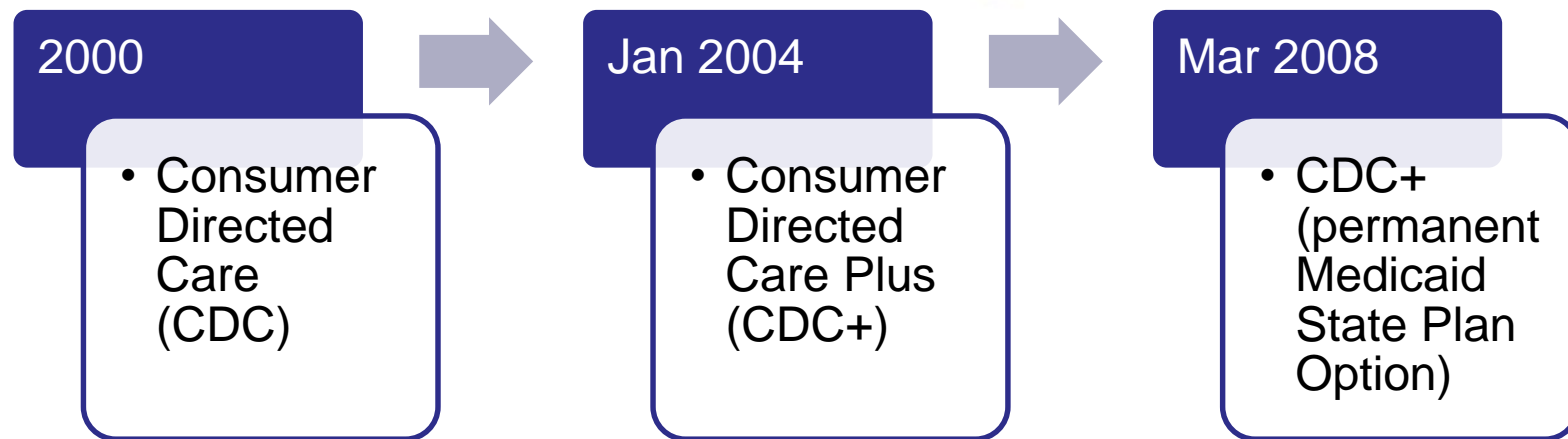 2000
• Consumer
Directed
Care
(CDC)
Jan 2004
• Consumer
Directed
Care Plus
(CDC+)
Mar 2008
• CDC+
(permanent
Medicaid
State Plan
Option)